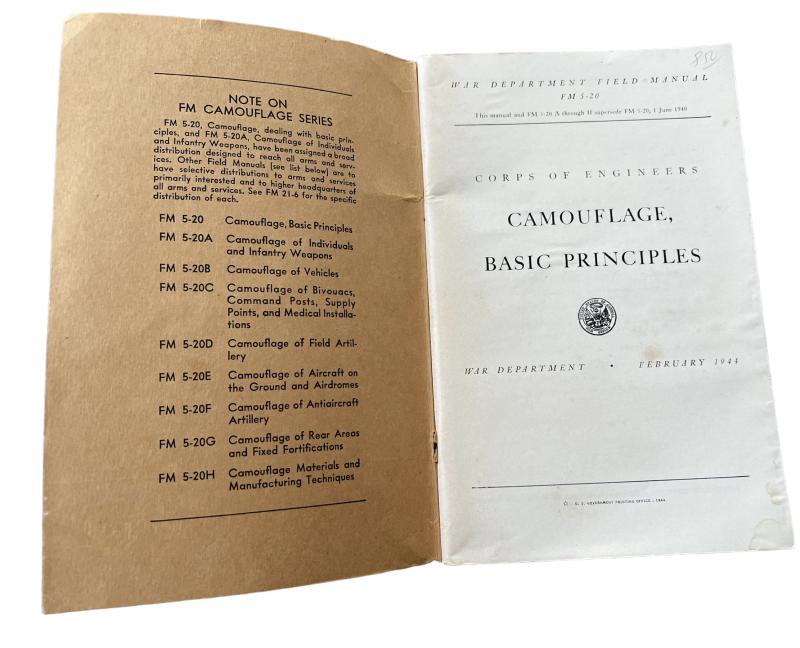 NOTE ON
FM CAMOUFLAGE SERIES
FM 5-20, Camouflage, dealing with basic prin-
ciples, and FM 5-20A, Camouflage of Individuals
and Infantry Weapons, have been assigned a broad
distribution designed to reach all arms and serv-
ices. Other Field Manuals (see list below) are to
have selective distributions to arms and services
primarily interested and to higher headquarters of
all arms and services. See FM 21-6 for the specific
distribution of each.
FM 5-20 Camouflage, Basic Principles
FM 5-20A Camouflage of Individuals
and Infantry Weapons
FM 5-20B Camouflage of Vehicles
FM 5-20C Camouflage of Bivouacs,
Command Posts, Supply
Points, and Medical Installa-
tions
FM 5-20D Camouflage of Field Artil-
lery
FM 5-20E Camouflage of Aircraft on
the Ground and Airdromes
FM 5-20F Camouflage of Antiaircraft
Artillery
FM 5-20G Camouflage of Rear Areas
and Fixed Fortifications
FM 5-20H Camouflage Materials and
Manufacturing Techniques
WAR DEPARTMENT FIELD MANUAL
FM 5-20
This manual and FM 5-20 A through H supersede FM 5-20, 1 June 1940
CORPS OF ENGINEERS
CAMOUFLAGE,
BASIC PRINCIPLES
WAR DEPARTMENT • FEBRUARY 1944
U. S. GOVERNMENT PRINTING OFFICE : 1944